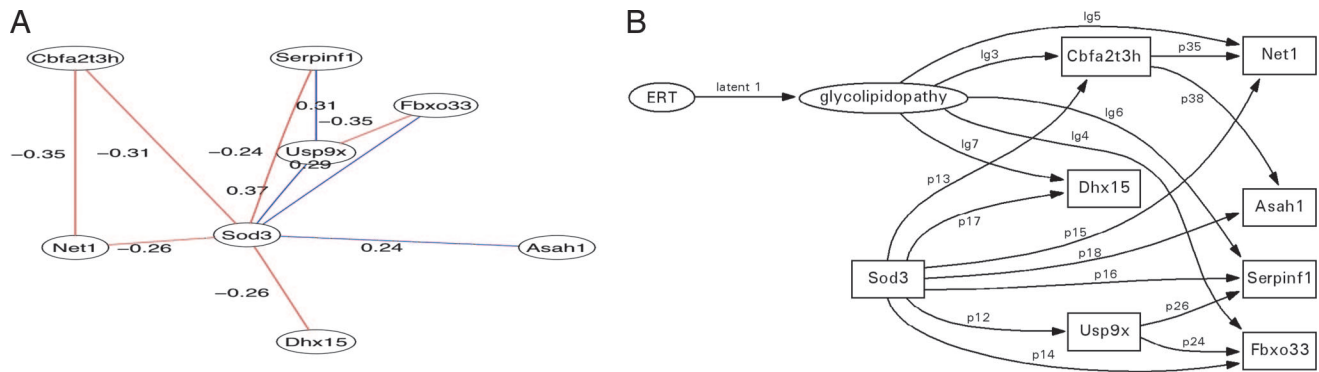 A
Cbfa2t3h
Serpinf1
Fbxo33
0.31
−0.35
−0.35
−0.31
−0.24
Usp9x
0.29
0.37
Sod3
Net1
−0.26
0.24
Asah1
−0.26
Dhx15
B
lg5
Cbfa2t3h
p35
Net1
lg3
ERT
latent 1
glycolipidopathy
p38
lg6
lg4
lg7
p13
Dhx15
p17
Asah1
p15
p18
Sod3
p16
Serpinf1
p12
Usp9x
p26
p24
p14
Fbxo33